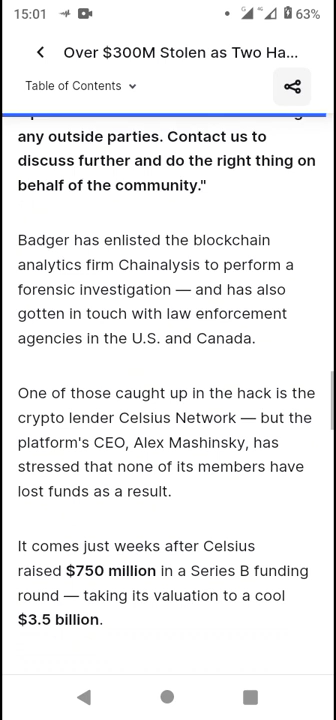 15:01
63%
Over $300M Stolen as Two Ha...
Table of Contents
any outside parties. Contact us to
discuss further and do the right thing on
behalf of the community."
Badger has enlisted the blockchain
analytics firm Chainalysis to perform a
forensic investigation — and has also
gotten in touch with law enforcement
agencies in the U.S. and Canada.
One of those caught up in the hack is the
crypto lender Celsius Network — but the
platform's CEO, Alex Mashinsky, has
stressed that none of its members have
lost funds as a result.
It comes just weeks after Celsius
raised $750 million in a Series B funding
round — taking its valuation to a cool
$3.5 billion.